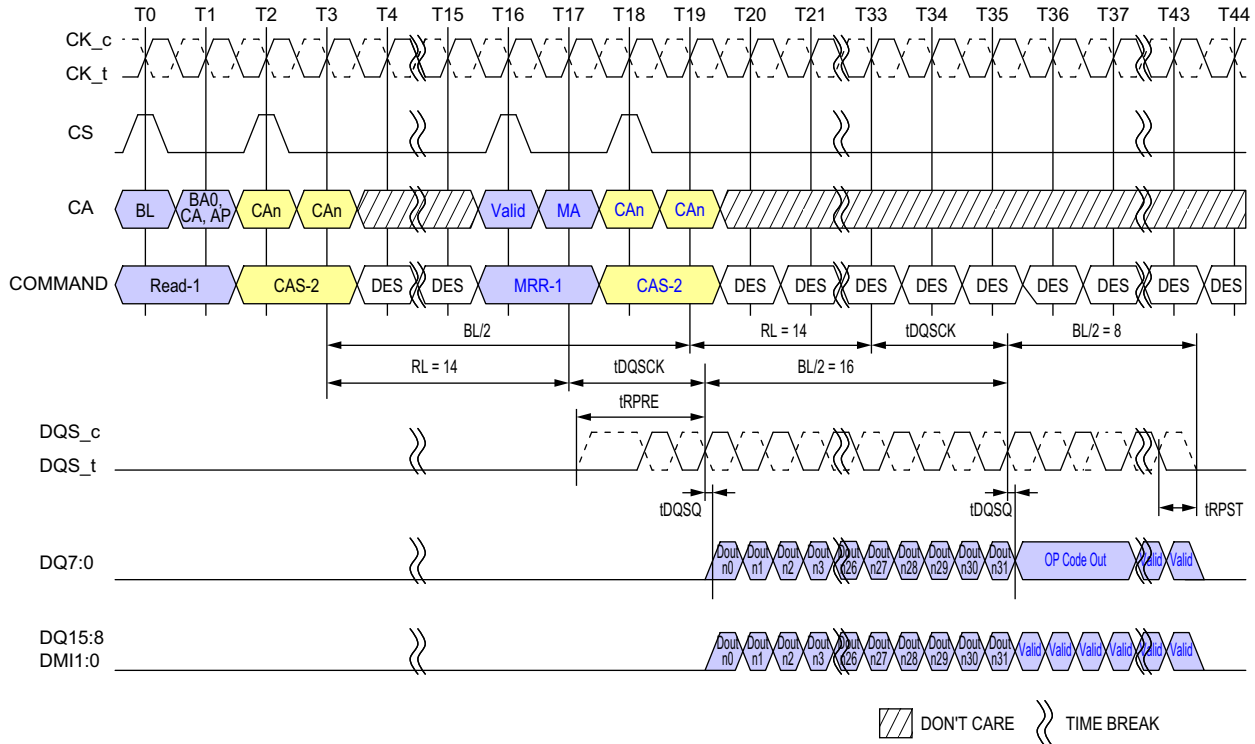 T0 T1 T2 T3 T4 T15 T16 T17 T18 T19 T20 T21 T33 T34 T35 T36 T37 T43 T44
CK_c
CK_t
CS
CA BL BA0, CA, AP CAn CAn Valid MA CAn CAn
COMMAND Read-1 CAS-2 DES DES MRR-1 CAS-2 DES DES DES DES DES DES DES DES DES
BL/2 RL = 14 tDQSCK BL/2 = 8
RL = 14 tDQSCK BL/2 = 16
tRPRE
DQS_c
DQS_t
tDQSQ tDQSQ tRPST
DQ7:0 Dout n0 Dout n1 Dout n2 Dout n3 Dout n26 Dout n27 Dout n28 Dout n29 Dout n30 Dout n31 OP Code Out Valid Valid
DQ15:8
DMI1:0 Dout n0 Dout n1 Dout n2 Dout n3 Dout n26 Dout n27 Dout n28 Dout n29 Dout n30 Dout n31 Valid Valid Valid Valid Valid Valid
DON'T CARE TIME BREAK